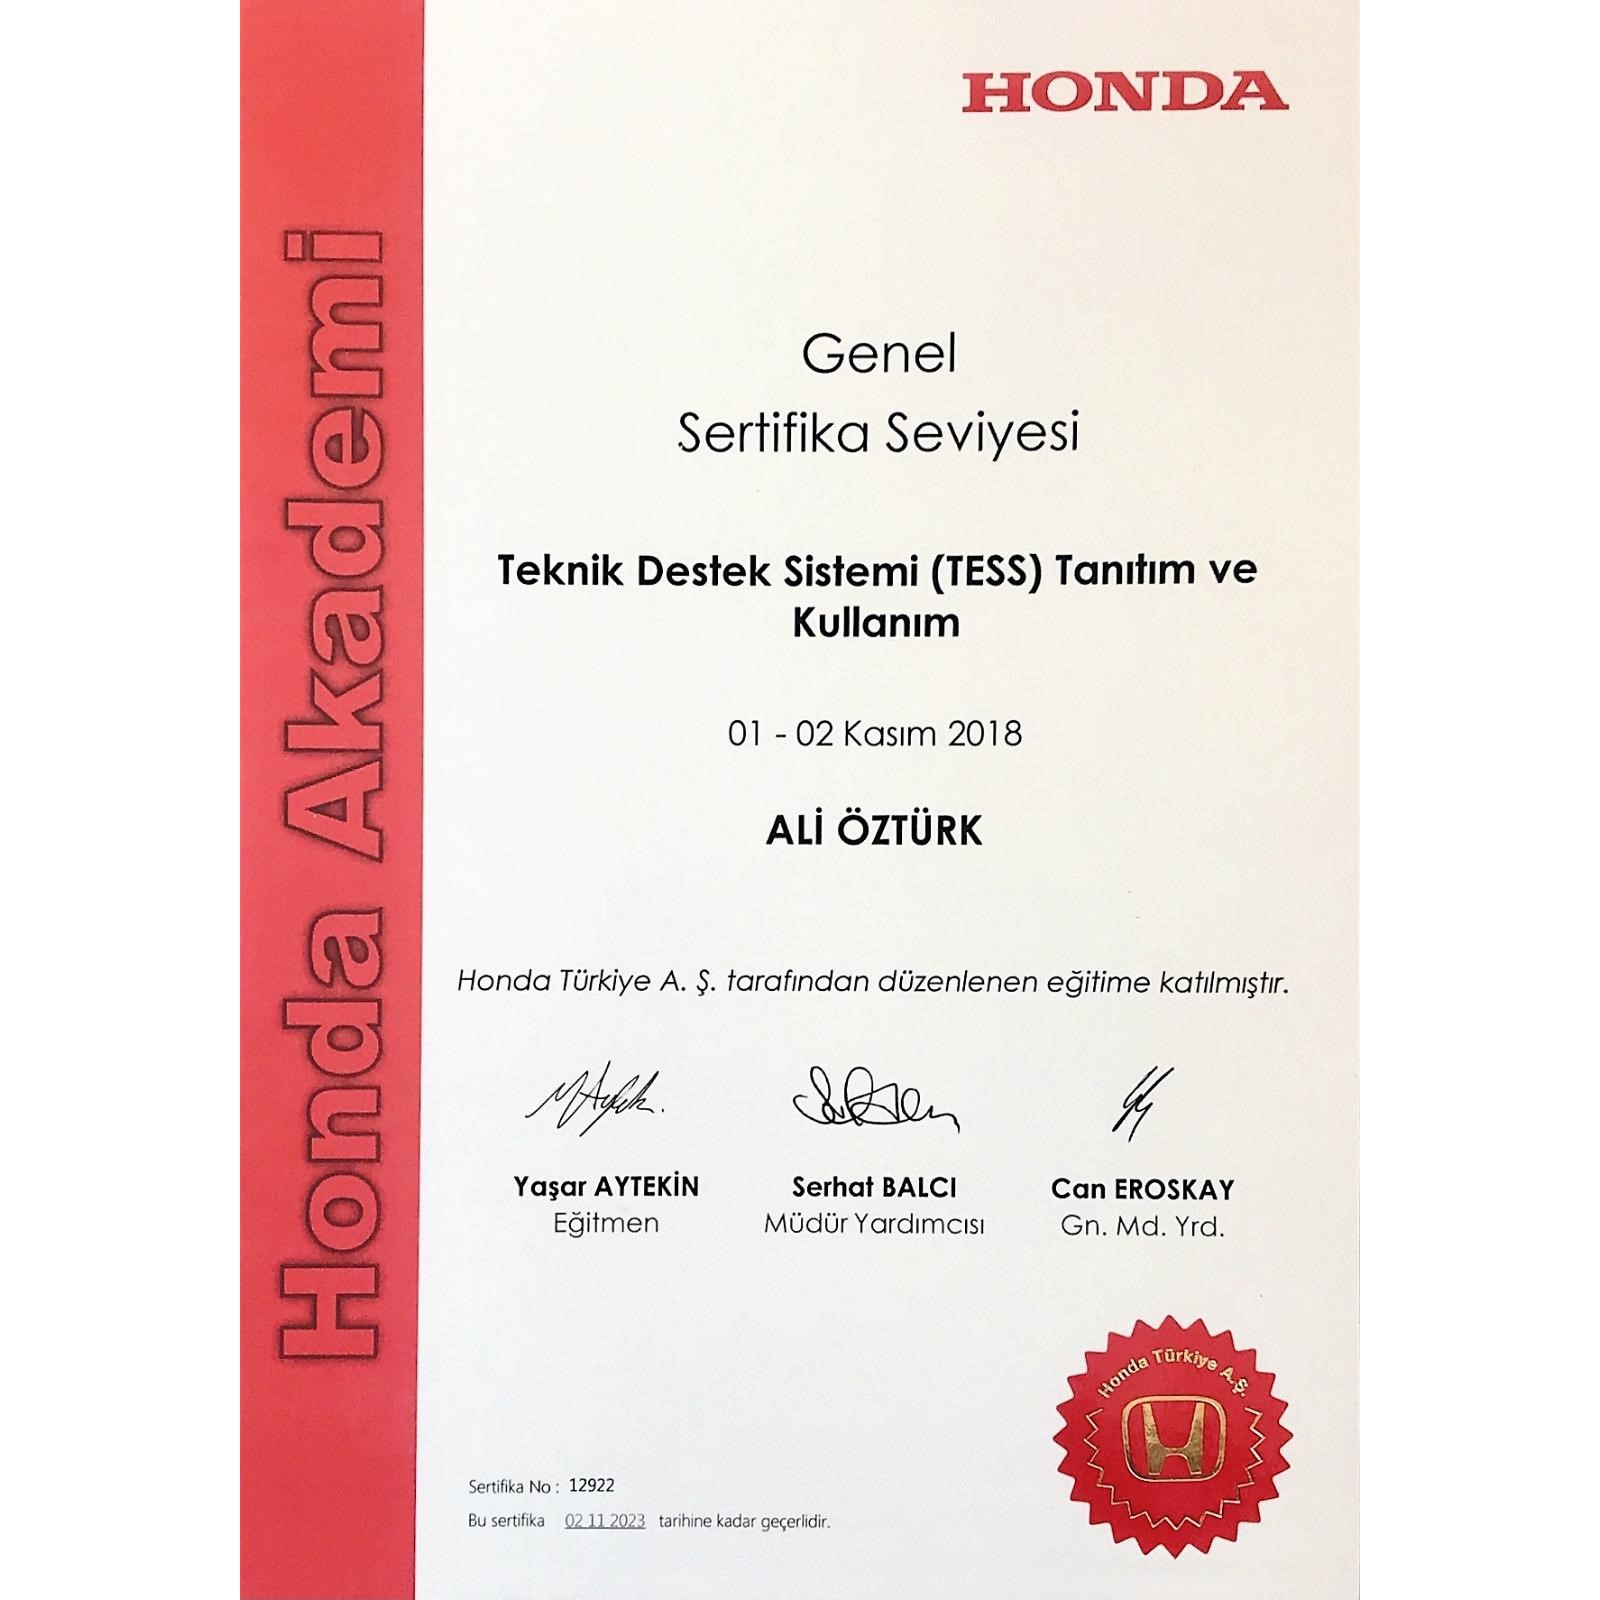 HONDA
Honda Akademi
Genel
Sertifika Seviyesi
Teknik Destek Sistemi (TESS) Tanıtım ve
Kullanım
01 - 02 Kasım 2018
ALİ ÖZTÜRK
Honda Türkiye A. Ş. tarafından düzenlenen eğitime katılmıştır.
Yaşar AYTEKİN
Eğitmen
Serhat BALCI
Müdür Yardımcısı
Can EROSKAY
Gn. Md. Yrd.
Honda Türkiye A.Ş.
Sertifika No : 12922
Bu sertifika 02 11 2023 tarihine kadar geçerlidir.